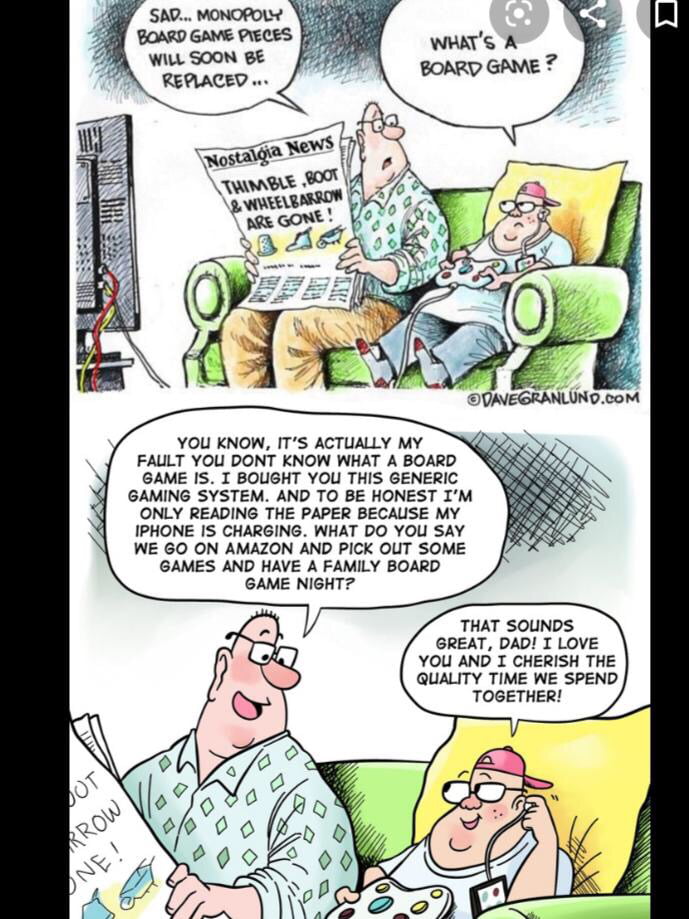 SAD... MONOPOLY
BOARD GAME PIECES
WILL SOON BE
REPLACED...
WHAT'S A
BOARD GAME?
Nostalgia News
THIMBLE, BOOT
& WHEELBARROW
ARE GONE!
©DAVEGRANLUND.COM
YOU KNOW, IT'S ACTUALLY MY
FAULT YOU DONT KNOW WHAT A BOARD
GAME IS. I BOUGHT YOU THIS GENERIC
GAMING SYSTEM. AND TO BE HONEST I'M
ONLY READING THE PAPER BECAUSE MY
IPHONE IS CHARGING. WHAT DO YOU SAY
WE GO ON AMAZON AND PICK OUT SOME
GAMES AND HAVE A FAMILY BOARD
GAME NIGHT?
THAT SOUNDS
GREAT, DAD! I LOVE
YOU AND I CHERISH THE
QUALITY TIME WE SPEND
TOGETHER!
OOT
RROW
ONE!